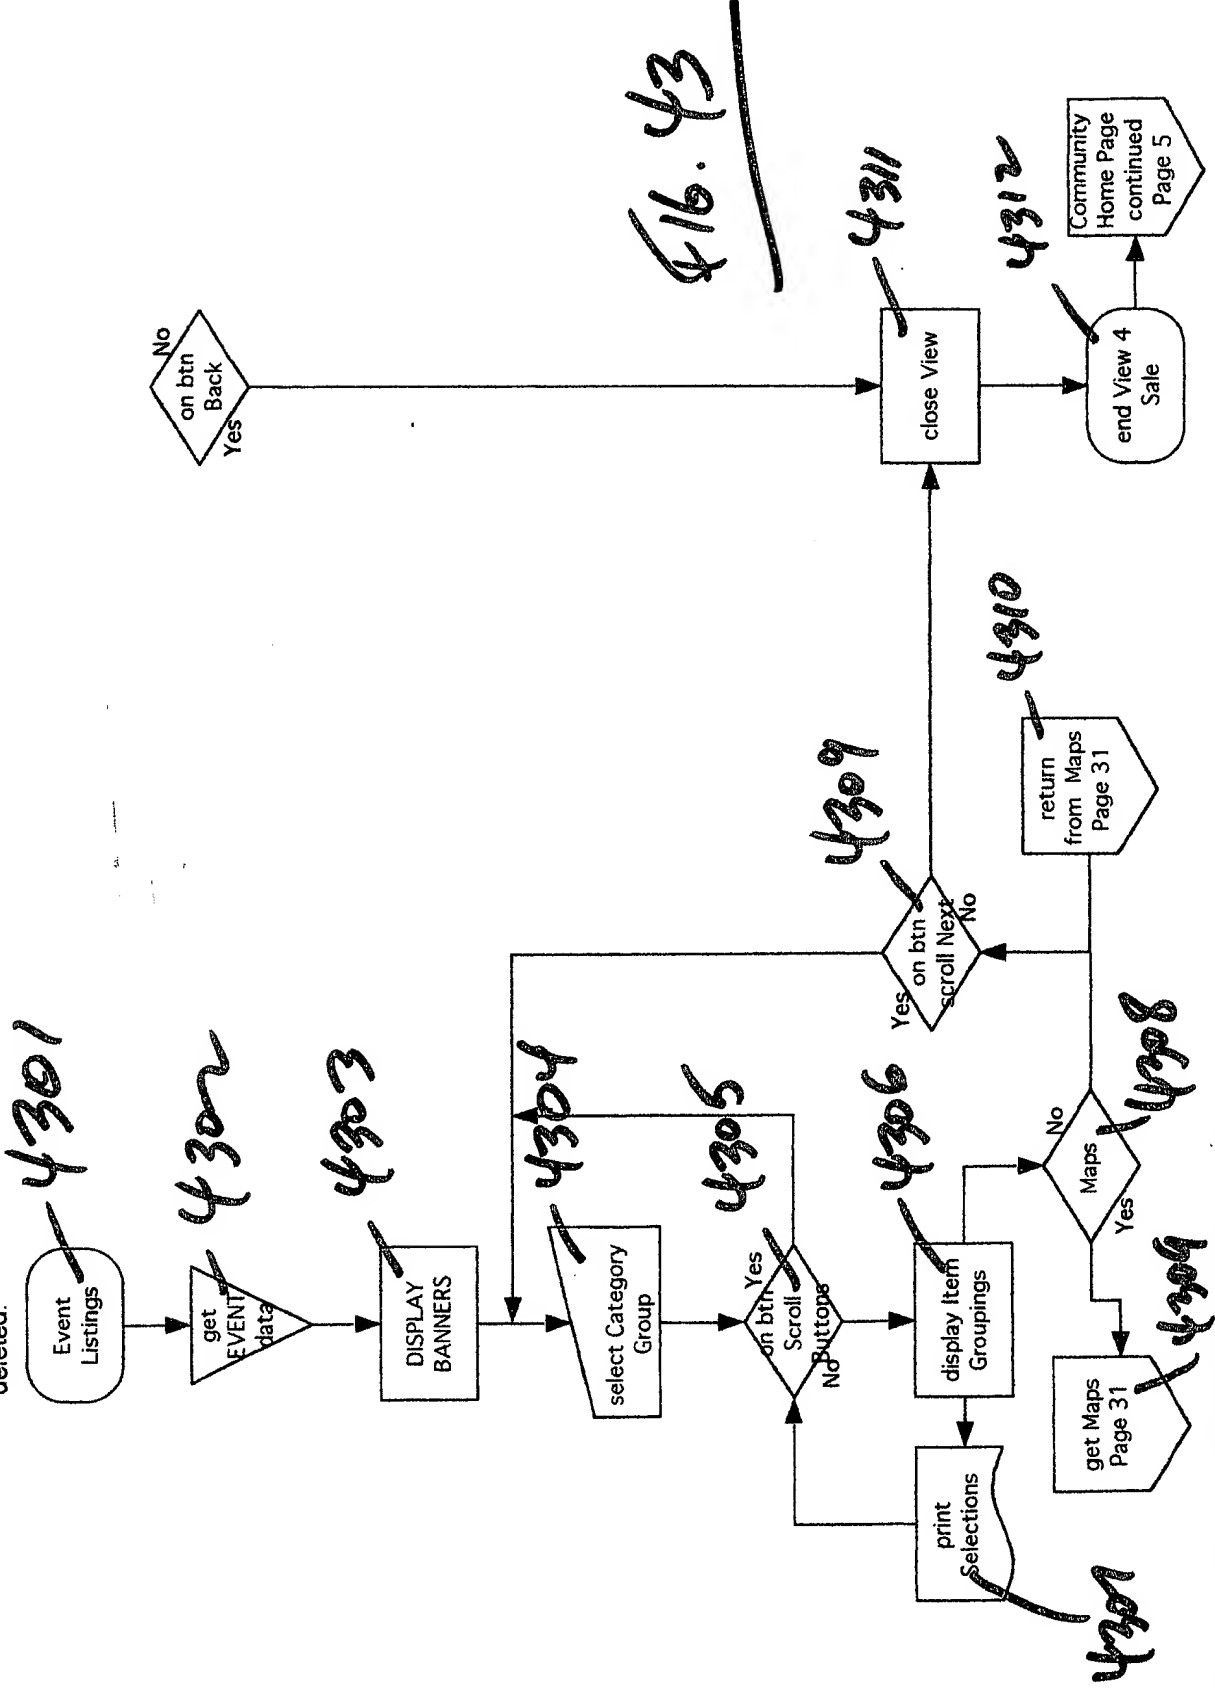 deleted.
Event
Listings
4301
get
EVENT
data
4302
DISPLAY
BANNERS
4303
select Category
Group
4304
on btn
Scroll
Buttops
Yes
No
4305
display Item
Groupings
4306
print
Selections
4307
Maps
No
Yes
4308
get Maps
Page 31
4309
on btn
scroll Next
Yes
No
4309
return
from Maps
Page 31
4310
on btn
Back
No
Yes
close View
4311
end View 4
Sale
4312
Community
Home Page
continued
Page 5
FIG. 43